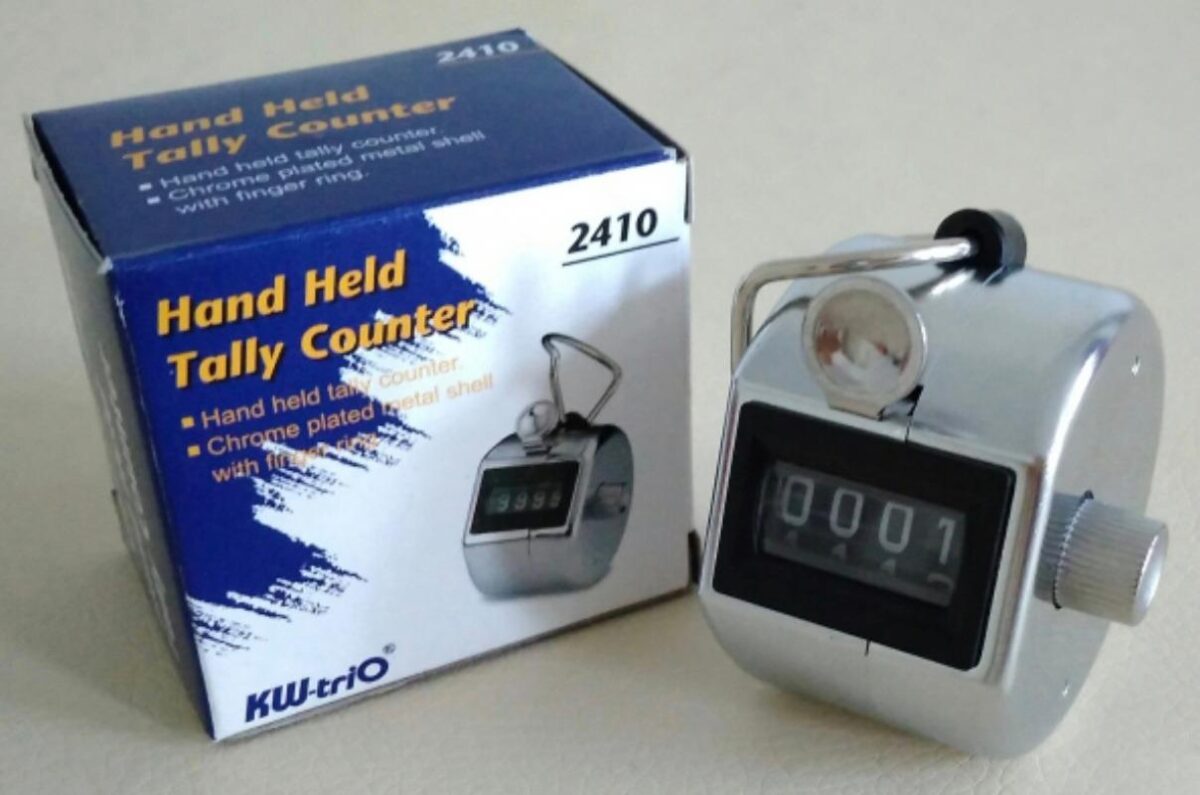 2410
Hand Held
Tally Counter
▪ Hand held tally counter.
▪ Chrome plated metal shell
with finger ring.
2410
Hand Held
Tally Counter
▪ Hand held tally counter.
▪ Chrome plated metal shell
with finger ring.
KW-triO®
0001